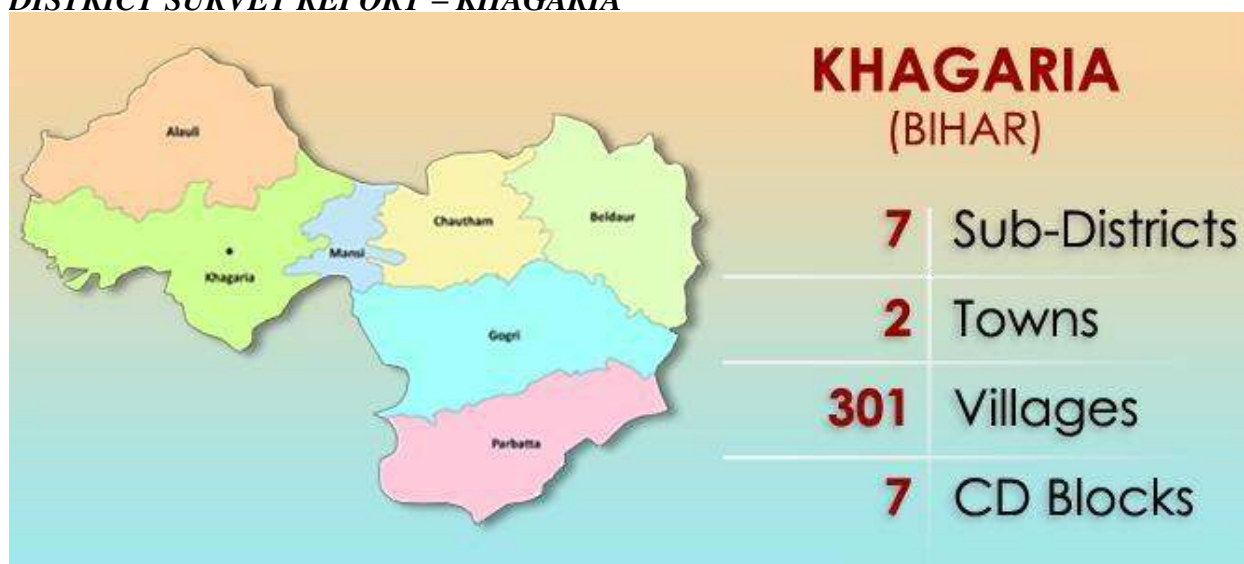 DISTRICT SURVEY REPORT – KHAGARIA
KHAGARIA
(BIHAR)
7 Sub-Districts
2 Towns
301 Villages
7 CD Blocks
Alauli
Khagaria
Mansi
Chautham
Beldaur
Gogri
Parbatta